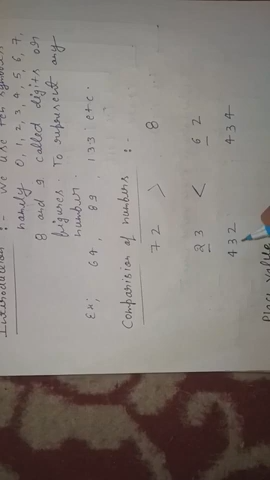 Introduction :- We use ten symbols
namely 0, 1, 2, 3, 4, 5, 6, 7,
8 and 9 called digits or
figures. To represent any
number.
Ex; 64, 89, 133 etc.
Comparision of numbers :-
72 > 8
23 < 62
432 434
Place value